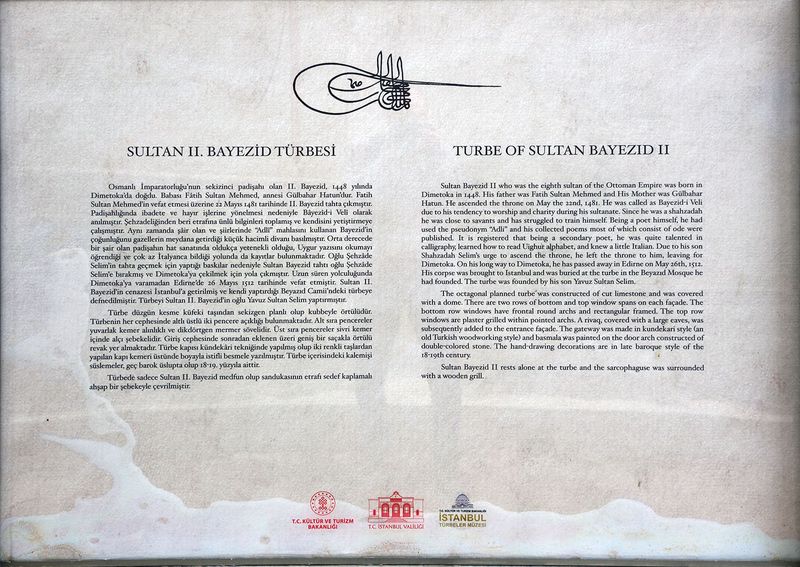 SULTAN II. BAYEZİD TÜRBESİ
Osmanlı İmparatorluğu'nun sekizinci padişahı olan II. Bayezid, 1448 yılında
Dimetoka'da doğdu. Babası Fâtih Sultan Mehmed, annesi Gülbahar Hatun'dur. Fatih
Sultan Mehmed'in vefat etmesi üzerine 22 Mayıs 1481 tarihinde II. Bayezid tahta çıkmıştır.
Padişahlığında ibadete ve hayır işlerine yönelmesi nedeniyle Bâyezid-i Veli olarak
anılmıştır. Şehzadeliğinden beri etrafına ünlü bilginleri toplamış ve kendisini yetiştirmeye
çalışmıştır. Aynı zamanda şâir olan ve şiirlerinde "Adlî" mahlasını kullanan Bayezid'in
çoğunluğunu gazellerin meydana getirdiği küçük hacimli divanı basılmıştır. Orta derecede
bir şair olan padişahın hat sanatında oldukça yetenekli olduğu, Uygur yazısını okumayı
öğrendiği ve çok az İtalyanca bildiği yolunda da kayıtlar bulunmaktadır. Oğlu Şehzade
Selim'in tahta geçmek için yaptığı baskılar nedeniyle Sultan Bayezid tahtı oğlu Şehzâde
Selim'e bırakmış ve Dimetoka'ya çekilmek için yola çıkmıştır. Uzun süren yolculuğunda
Dimetoka'ya varamadan Edirne'de 26 Mayıs 1512 tarihinde vefat etmiştir. Sultan II.
Bayezid'in cenazesi İstanbul'a getirilmiş ve kendi yaptırdığı Beyazıd Camii'ndeki türbeye
defnedilmiştir. Türbeyi Sultan II. Bayezid'in oğlu Yavuz Sultan Selim yaptırmıştır.
Türbe düzgün kesme küfeki taşından sekizgen planlı olup kubbeyle örtülüdür.
Türbenin her cephesinde altlı üstlü iki pencere açıklığı bulunmaktadır. Alt sıra pencereler
yuvarlak kemer alınlıklı ve dikdörtgen mermer sövelidir. Üst sıra pencereler sivri kemer
içinde alçı şebekelidir. Giriş cephesinde sonradan eklenen üzeri geniş bir saçakla örtülü
revak yer almaktadır. Türbe kapısı kündekâri tekniğinde yapılmış olup iki renkli taşlardan
yapılan kapı kemeri üstünde boyayla istifli besmele yazılmıştır. Türbe içerisindeki kalemişi
süslemeler, geç barok üslupta olup 18-19. yüzyıla aittir.
Türbede sadece Sultan II. Bayezid medfun olup sandukasının etrafı sedef kaplamalı
ahşap bir şebekeyle çevrilmiştir.
TURBE OF SULTAN BAYEZID II
Sultan Bayezid II who was the eighth sultan of the Ottoman Empire was born in
Dimetoka in 1448. His father was Fatih Sultan Mehmed and His Mother was Gülbahar
Hatun. He ascended the throne on May the 22nd, 1481. He was called as Bayejid-i Veli
due to his tendency to worship and charity during his sultanate. Since he was a shahzadah
he was close to savants and has struggled to train himself. Being a poet himself, he had
used the pseudonym "Adli" and his collected poems most of which consist of ode were
published. It is registered that being a secondary poet, he was quite talented in
calligraphy, learned how to read Uighur alphabet, and knew a little Italian. Due to his son
Shahzadah Selim's urge to ascend the throne, he left the throne to him, leaving for
Dimetoka. On his long way to Dimetoka, he has passed away in Edirne on May 26th, 1512.
His corpse was brought to Istanbul and was buried at the turbe in the Beyazıd Mosque he
had founded. The turbe was founded by his son Yavuz Sultan Selim.
The octagonal planned turbe was constructed of cut limestone and was covered
with a dome. There are two rows of bottom and top window spans on each façade. The
bottom row windows have frontal round archs and rectangular framed. The top row
windows are plaster grilled within pointed archs. A rivaq, covered with a large eaves, was
subsequently added to the entrance façade. The gateway was made in kundekari style (an
old Turkish woodworking style) and basmala was painted on the door archs constructed of
double-colored stone. The hand-drawing decorations are in late baroque style of the
18-19th century.
Sultan Bayezid II rests alone at the turbe and the sarcophaguse was surrounded
with a wooden grill.
T.C. KÜLTÜR VE TURİZM
BAKANLIĞI
T.C. İSTANBUL VALİLİĞİ
T.C. KÜLTÜR VE TURİZM BAKANLIĞI
İSTANBUL
TÜRBELER MÜZESİ